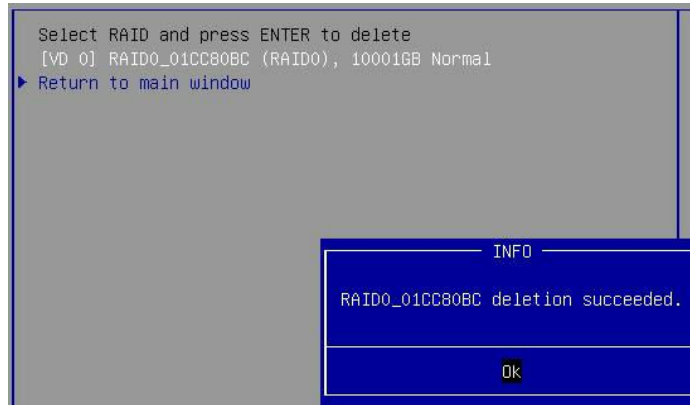 Select RAID and press ENTER to delete
[VD 0] RAID0_01CC80BC (RAID0), 10001GB Normal
Return to main window
INFO
RAID0_01CC80BC deletion succeeded.
Ok